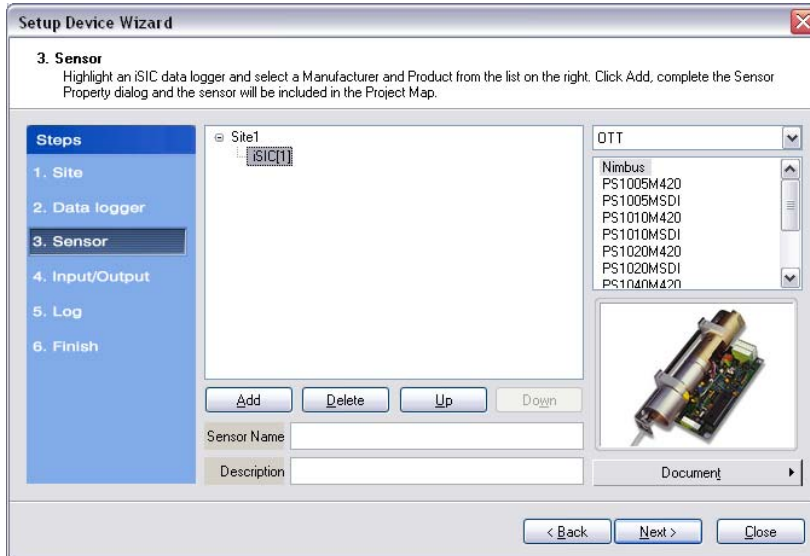 Setup Device Wizard
3. Sensor
Highlight an iSIC data logger and select a Manufacturer and Product from the list on the right. Click Add, complete the Sensor
Property dialog and the sensor will be included in the Project Map.
Steps
1. Site
2. Data logger
3. Sensor
4. Input/Output
5. Log
6. Finish
Site1
iSIC[1]
Add
Delete
Up
Down
Sensor Name
Description
OTT
Nimbus
PS1005M420
PS1005MSDI
PS1010M420
PS1010MSDI
PS1020M420
PS1020MSDI
PS1040M420
Document
< Back
Next >
Close